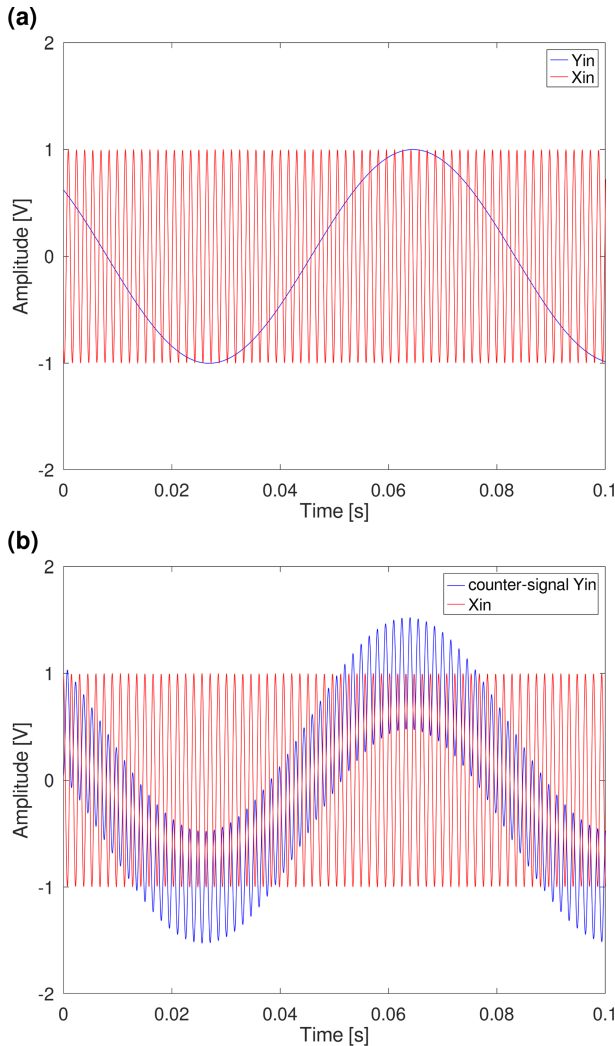 (a)
2
1
0
-1
-2
Amplitude [V]
Yin
Xin
0
0.02
0.04
0.06
0.08
0.1
Time [s]
(b)
2
1
0
-1
-2
Amplitude [V]
counter-signal Yin
Xin
0
0.02
0.04
0.06
0.08
0.1
Time [s]